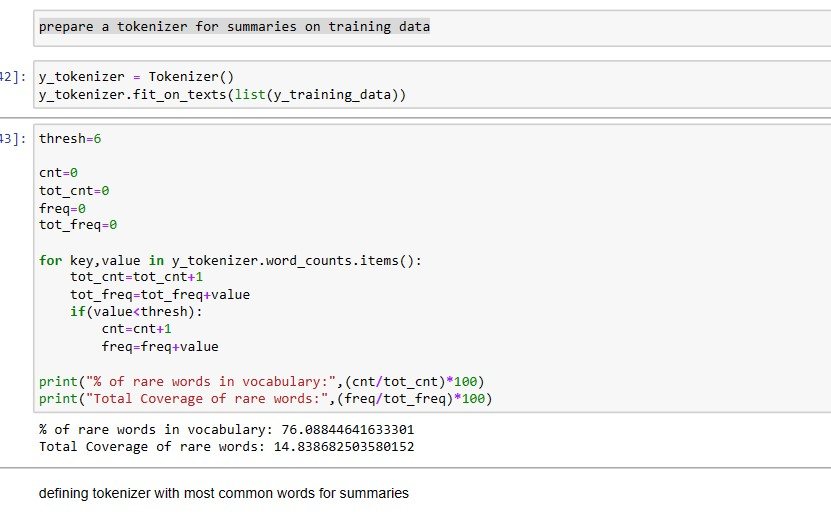 prepare a tokenizer for summaries on training data
42]: y_tokenizer = Tokenizer()
y_tokenizer.fit_on_texts(list(y_training_data))
43]: thresh=6
cnt=0
tot_cnt=0
freq=0
tot_freq=0
for key,value in y_tokenizer.word_counts.items():
tot_cnt=tot_cnt+1
tot_freq=tot_freq+value
if(value<thresh):
cnt=cnt+1
freq=freq+value
print("% of rare words in vocabulary:",(cnt/tot_cnt)*100)
print("Total Coverage of rare words:",(freq/tot_freq)*100)
% of rare words in vocabulary: 76.08844641633301
Total Coverage of rare words: 14.838682503580152
defining tokenizer with most common words for summaries